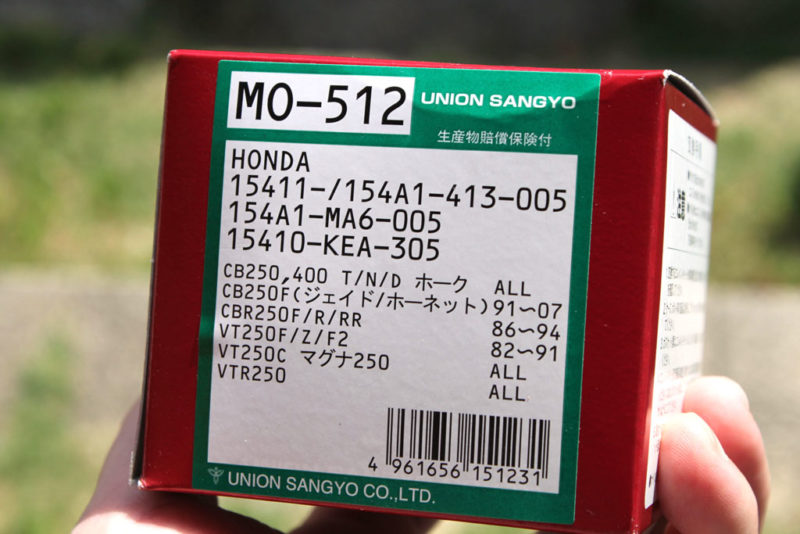 MO-512
UNION SANGYO
生産物賠償保険付
HONDA
15411-/154A1-413-005
154A1-MA6-005
15410-KEA-305
CB250,400 T/N/D ホーク ALL
CB250F(ジェイド/ホーネット)91〜07
CBR250F/R/RR 86〜94
VT250F/Z/F2 82〜91
VT250C マグナ250 ALL
VTR250 ALL
4 961656 151231
UNION SANGYO CO.,LTD.